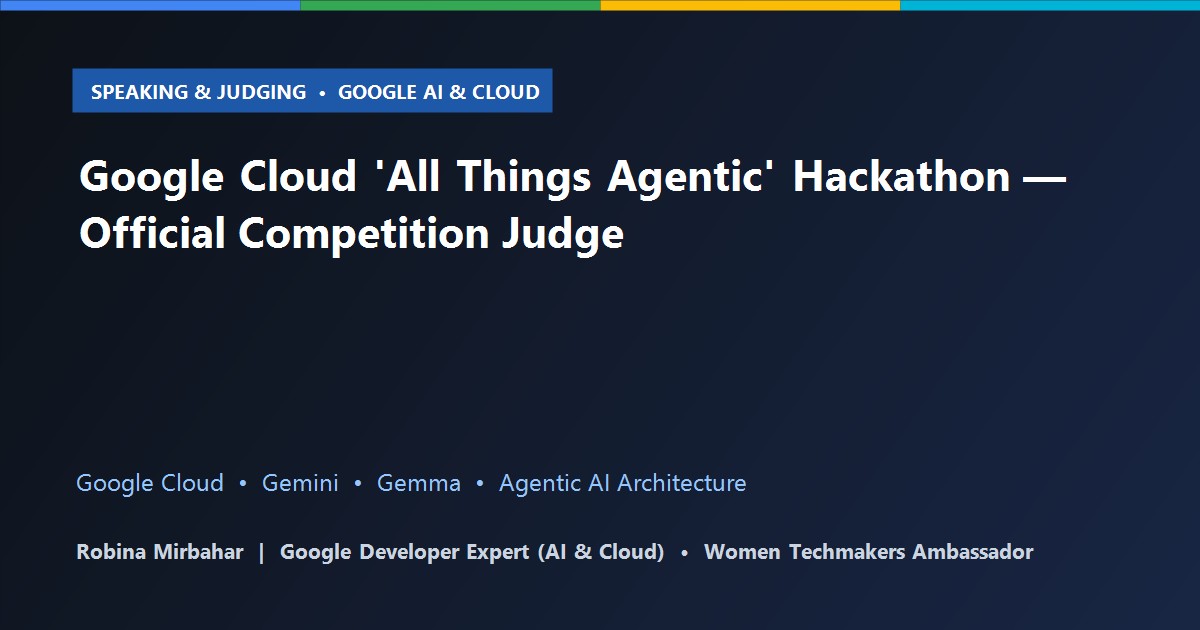 SPEAKING & JUDGING • GOOGLE AI & CLOUD
Google Cloud 'All Things Agentic' Hackathon —
Official Competition Judge
Google Cloud • Gemini • Gemma • Agentic AI Architecture
Robina Mirbahar | Google Developer Expert (AI & Cloud) • Women Techmakers Ambassador